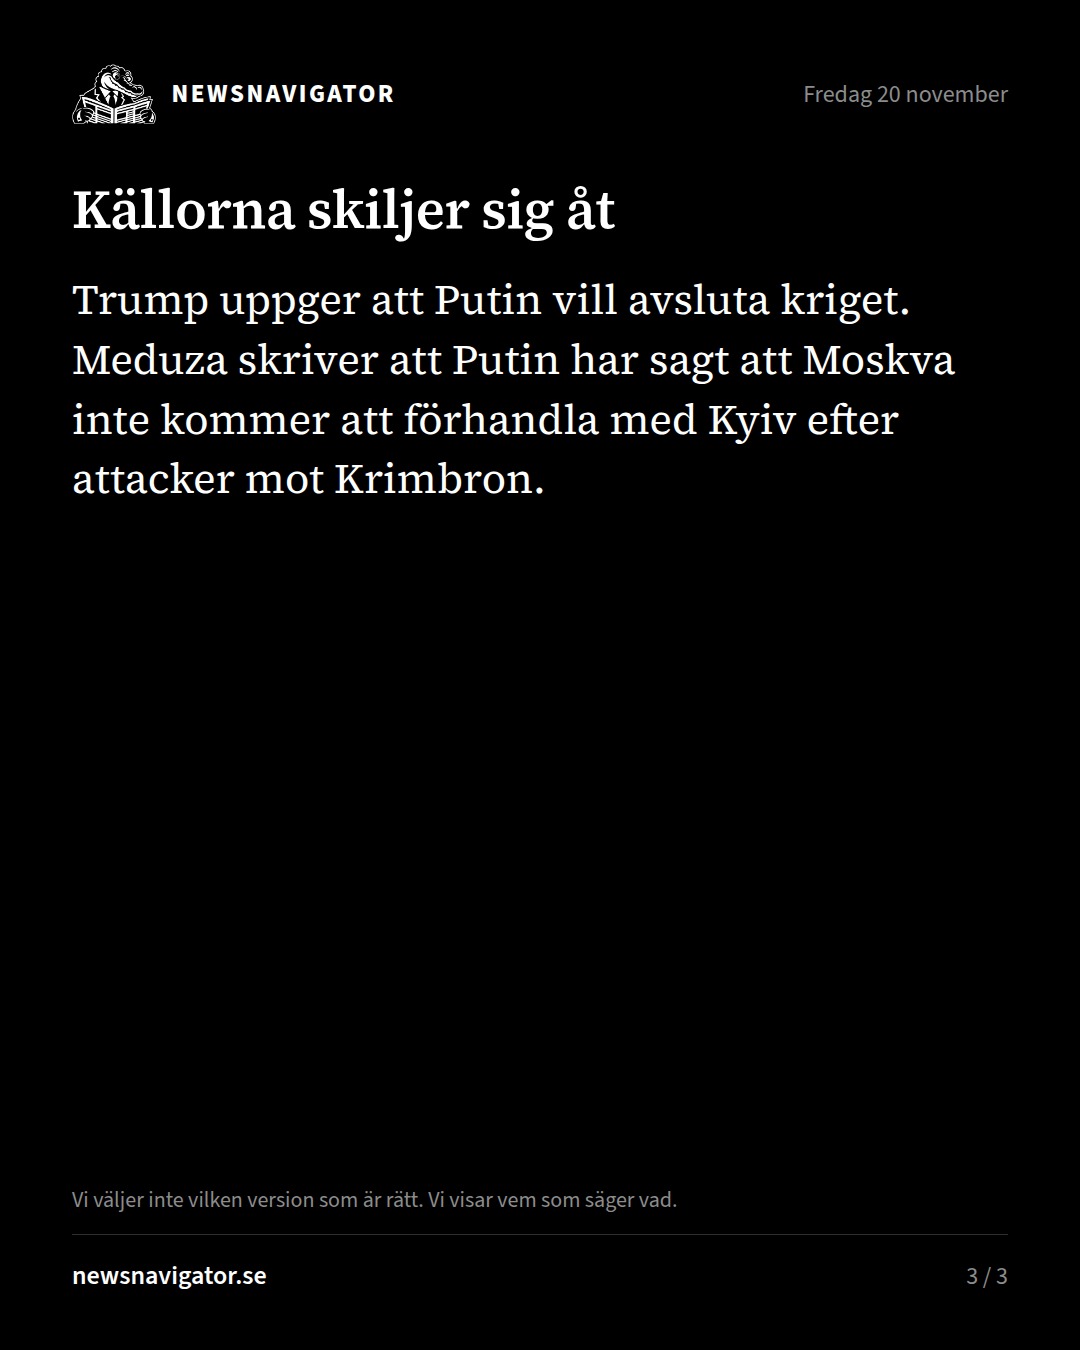 NEWSNAVIGATOR
Fredag 20 november
Källorna skiljer sig åt
Trump uppger att Putin vill avsluta kriget.
Meduza skriver att Putin har sagt att Moskva
inte kommer att förhandla med Kyiv efter
attacker mot Krimbron.
Vi väljer inte vilken version som är rätt. Vi visar vem som säger vad.
newsnavigator.se
3 / 3